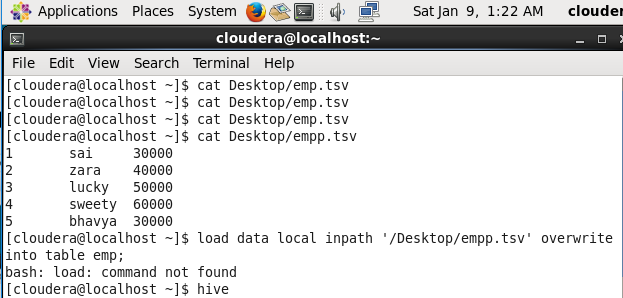 Applications Places System Sat Jan 9, 1:22 AM clouder
cloudera@localhost:~
File Edit View Search Terminal Help
[cloudera@localhost ~]$ cat Desktop/emp.tsv
[cloudera@localhost ~]$ cat Desktop/emp.tsv
[cloudera@localhost ~]$ cat Desktop/emp.tsv
[cloudera@localhost ~]$ cat Desktop/empp.tsv
1 sai 30000
2 zara 40000
3 lucky 50000
4 sweety 60000
5 bhavya 30000
[cloudera@localhost ~]$ load data local inpath '/Desktop/empp.tsv' overwrite
into table emp;
bash: load: command not found
[cloudera@localhost ~]$ hive